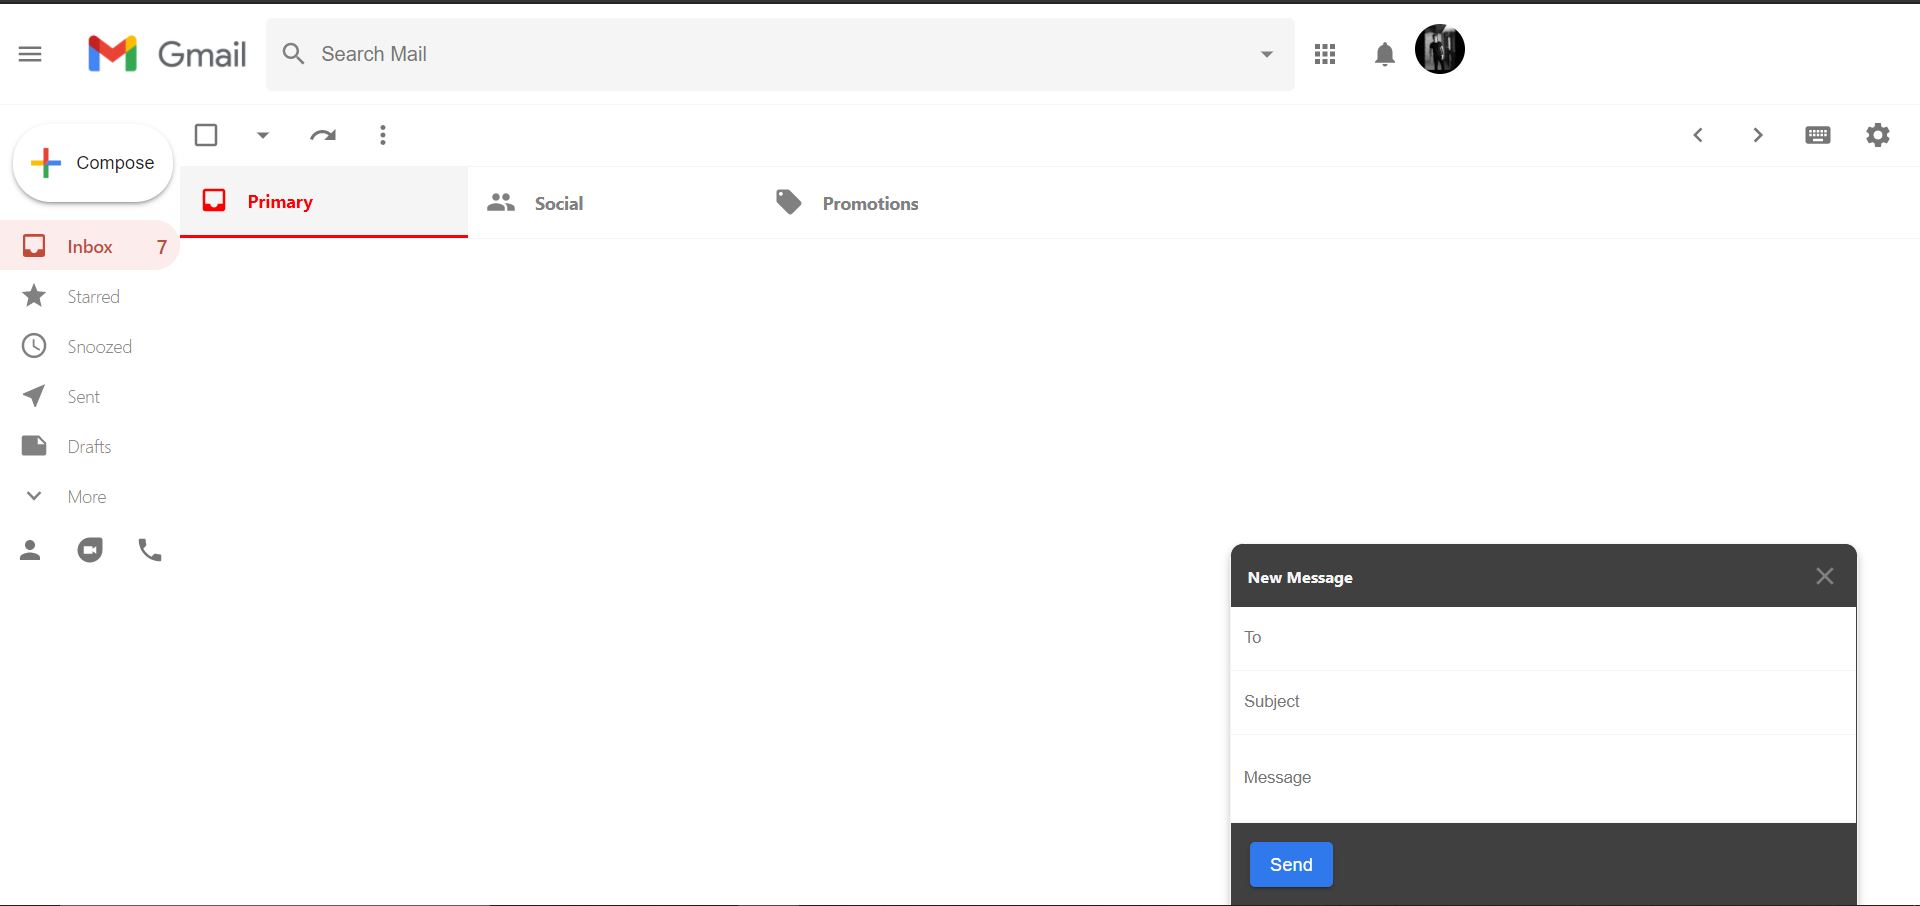 Gmail
Search Mail
Compose
Primary
Social
Promotions
Inbox 7
Starred
Snoozed
Sent
Drafts
More
New Message
To
Subject
Message
Send